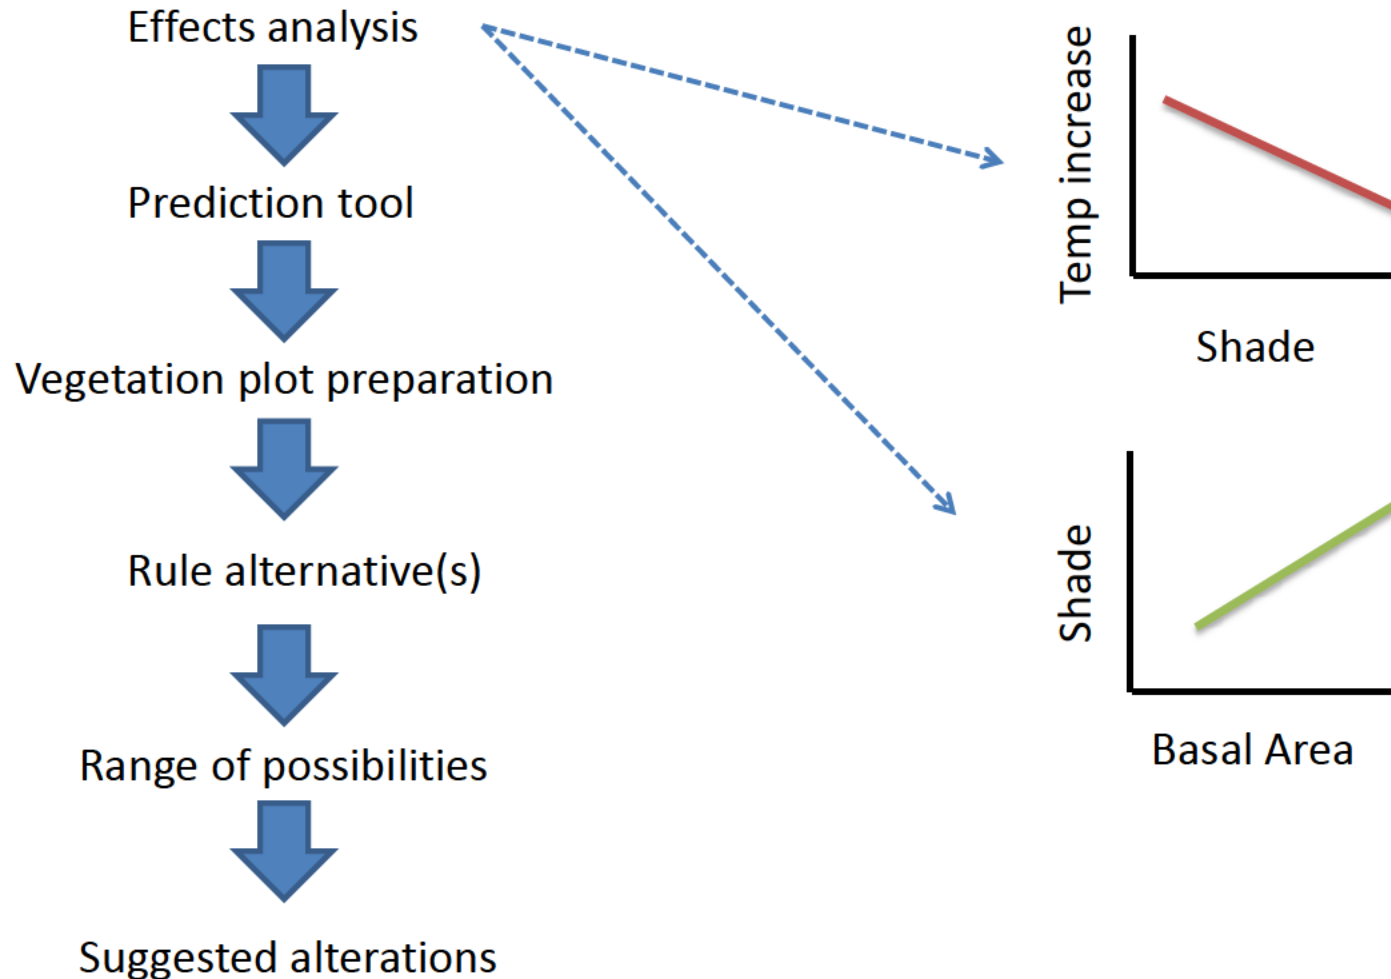 Effects analysis
Prediction tool
Vegetation plot preparation
Rule alternative(s)
Range of possibilities
Suggested alterations
Temp increase
Shade
Shade
Basal Area